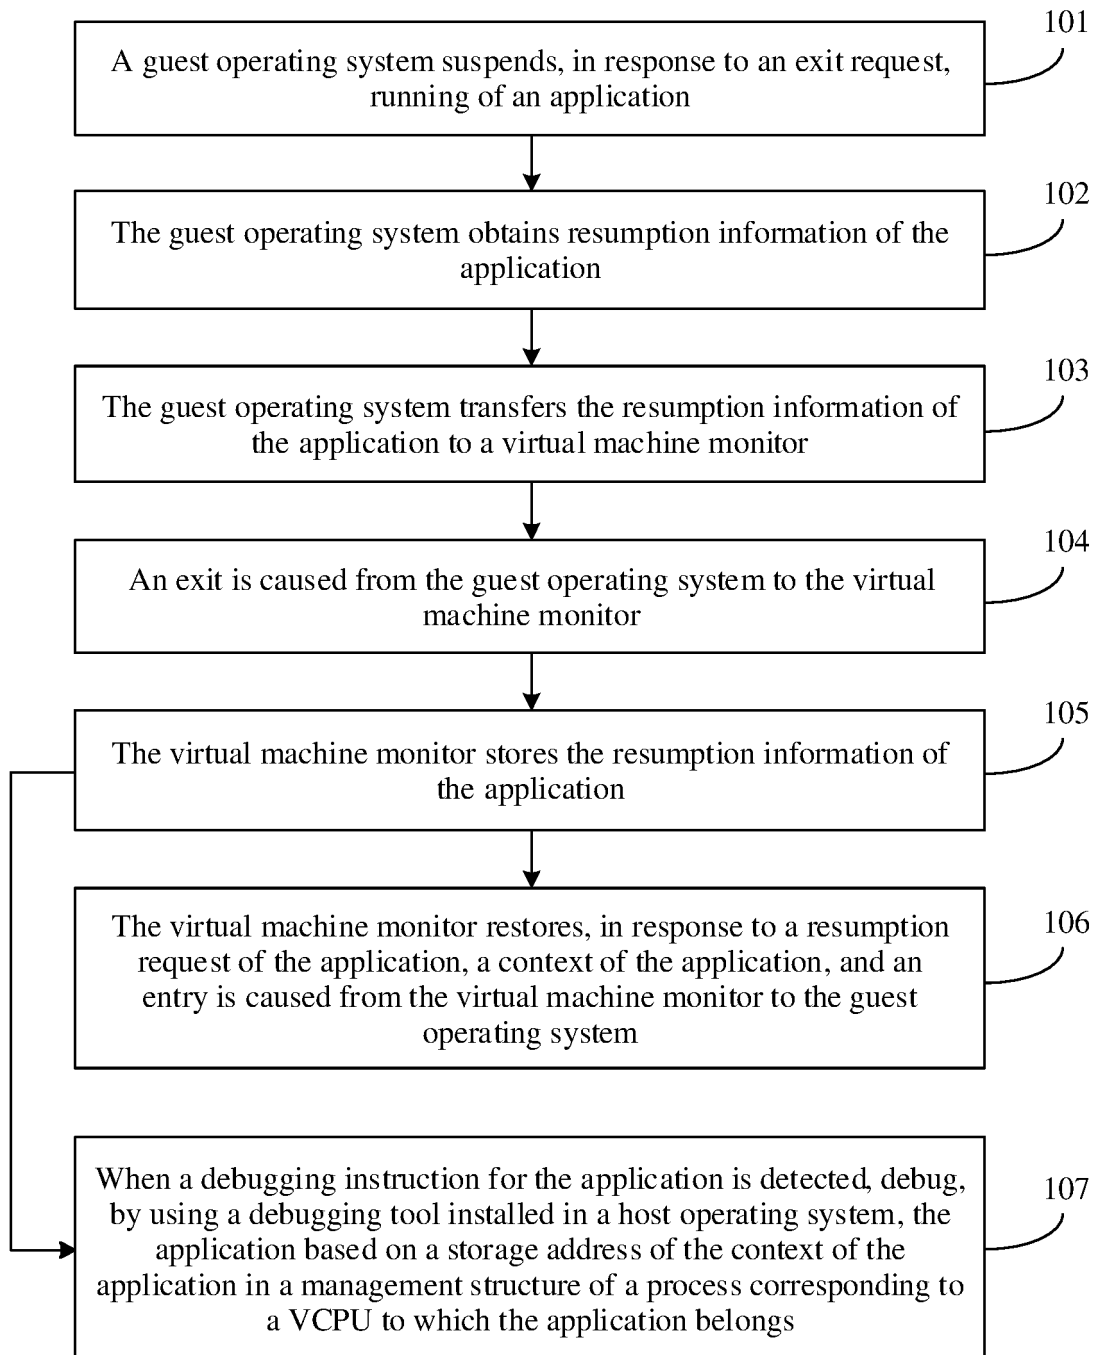 101
A guest operating system suspends, in response to an exit request,
running of an application
102
The guest operating system obtains resumption information of the
application
103
The guest operating system transfers the resumption information of
the application to a virtual machine monitor
104
An exit is caused from the guest operating system to the virtual
machine monitor
105
The virtual machine monitor stores the resumption information of
the application
106
The virtual machine monitor restores, in response to a resumption
request of the application, a context of the application, and an
entry is caused from the virtual machine monitor to the guest
operating system
107
When a debugging instruction for the application is detected, debug,
by using a debugging tool installed in a host operating system, the
application based on a storage address of the context of the
application in a management structure of a process corresponding to
a VCPU to which the application belongs